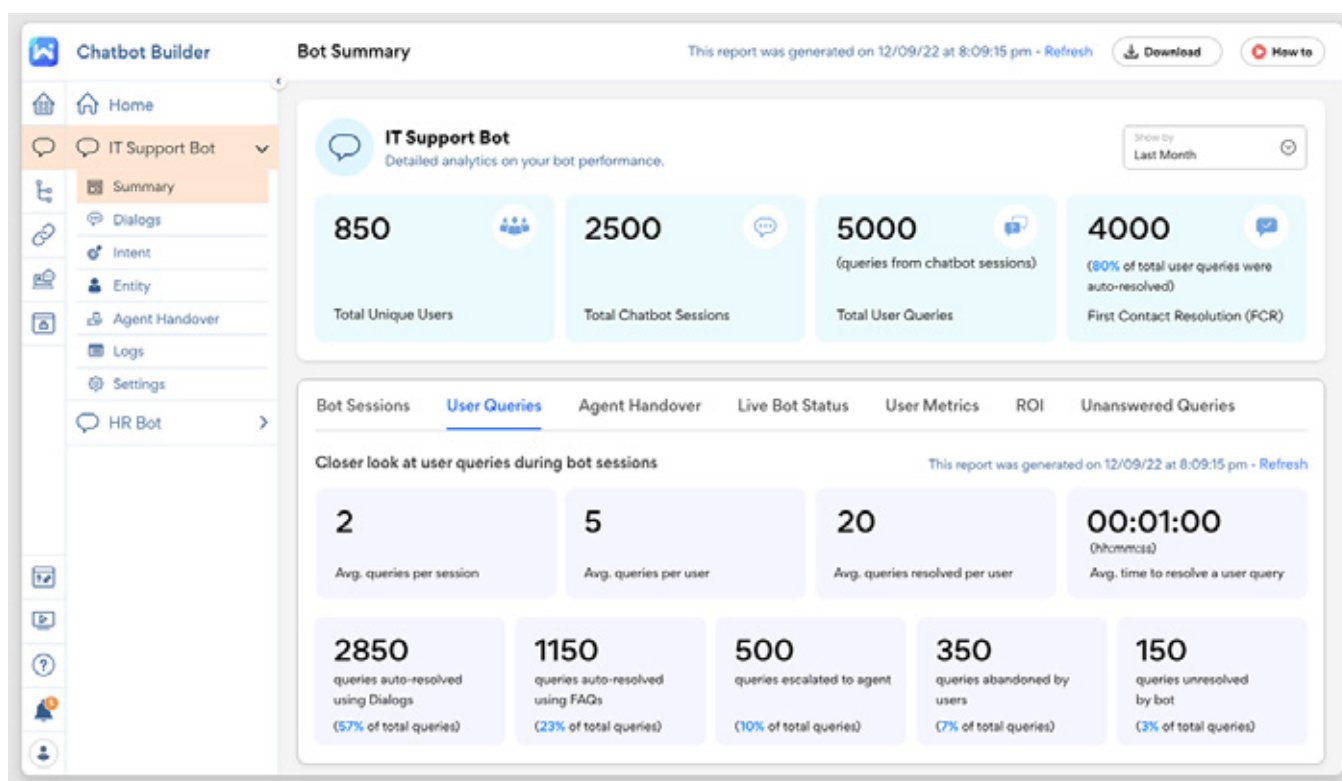 Chatbot Builder
Bot Summary
This report was generated on 12/09/22 at 8:09:15 pm - Refresh
Download
How to
Home
IT Support Bot
Summary
Dialogs
Intent
Entity
Agent Handover
Logs
Settings
HR Bot
IT Support Bot
Detailed analytics on your bot performance.
Show by
Last Month
850
Total Unique Users
2500
Total Chatbot Sessions
5000
(queries from chatbot sessions)
Total User Queries
4000
(80% of total user queries were
auto-resolved)
First Contact Resolution (FCR)
Bot Sessions
User Queries
Agent Handover
Live Bot Status
User Metrics
ROI
Unanswered Queries
Closer look at user queries during bot sessions
This report was generated on 12/09/22 at 8:09:15 pm - Refresh
2
Avg. queries per session
5
Avg. queries per user
20
Avg. queries resolved per user
00:01:00
(hh:mm:ss)
Avg. time to resolve a user query
2850
queries auto-resolved
using Dialogs
(57% of total queries)
1150
queries auto-resolved
using FAQs
(23% of total queries)
500
queries escalated to agent
(10% of total queries)
350
queries abandoned by
users
(7% of total queries)
150
queries unresolved
by bot
(3% of total queries)